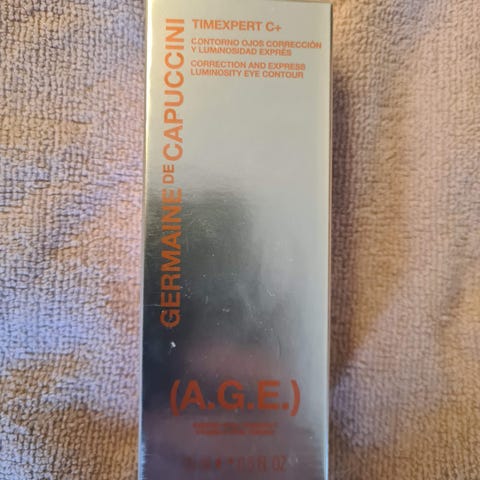 TIMEXPERT C+
CONTORNO OJOS CORRECCIÓN
Y LUMINOSIDAD EXPRÉS
CORRECTION AND EXPRESS
LUMINOSITY EYE CONTOUR
GERMAINE DE CAPUCCINI
(A.G.E.)